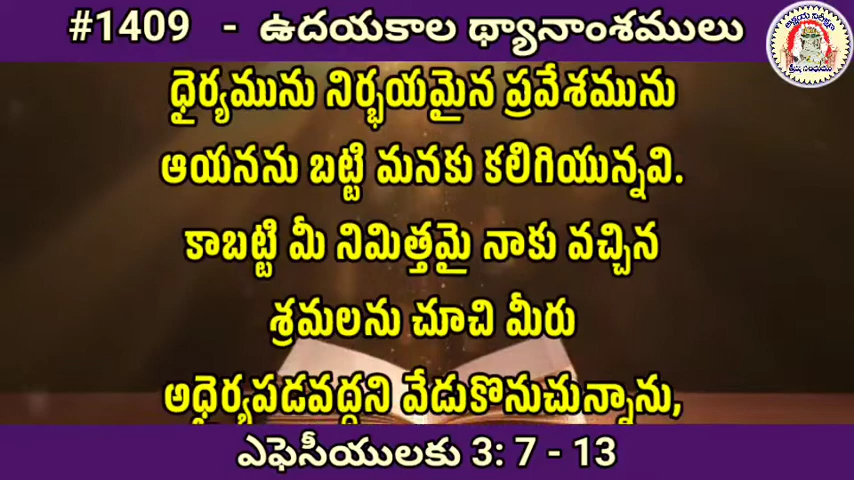 #1409 - ఉదయకాల ధ్యానాంశములు
ధైర్యమును నిర్భయమైన ప్రవేశమును
ఆయనను బట్టి మనకు కలిగియున్నవి.
కాబట్టి మీ నిమిత్తమై నాకు వచ్చిన
శ్రమలను చూచి మీరు
అధైర్యపడవద్దని వేడుకొనుచున్నాను,
ఎఫెసీయులకు 3: 7 - 13